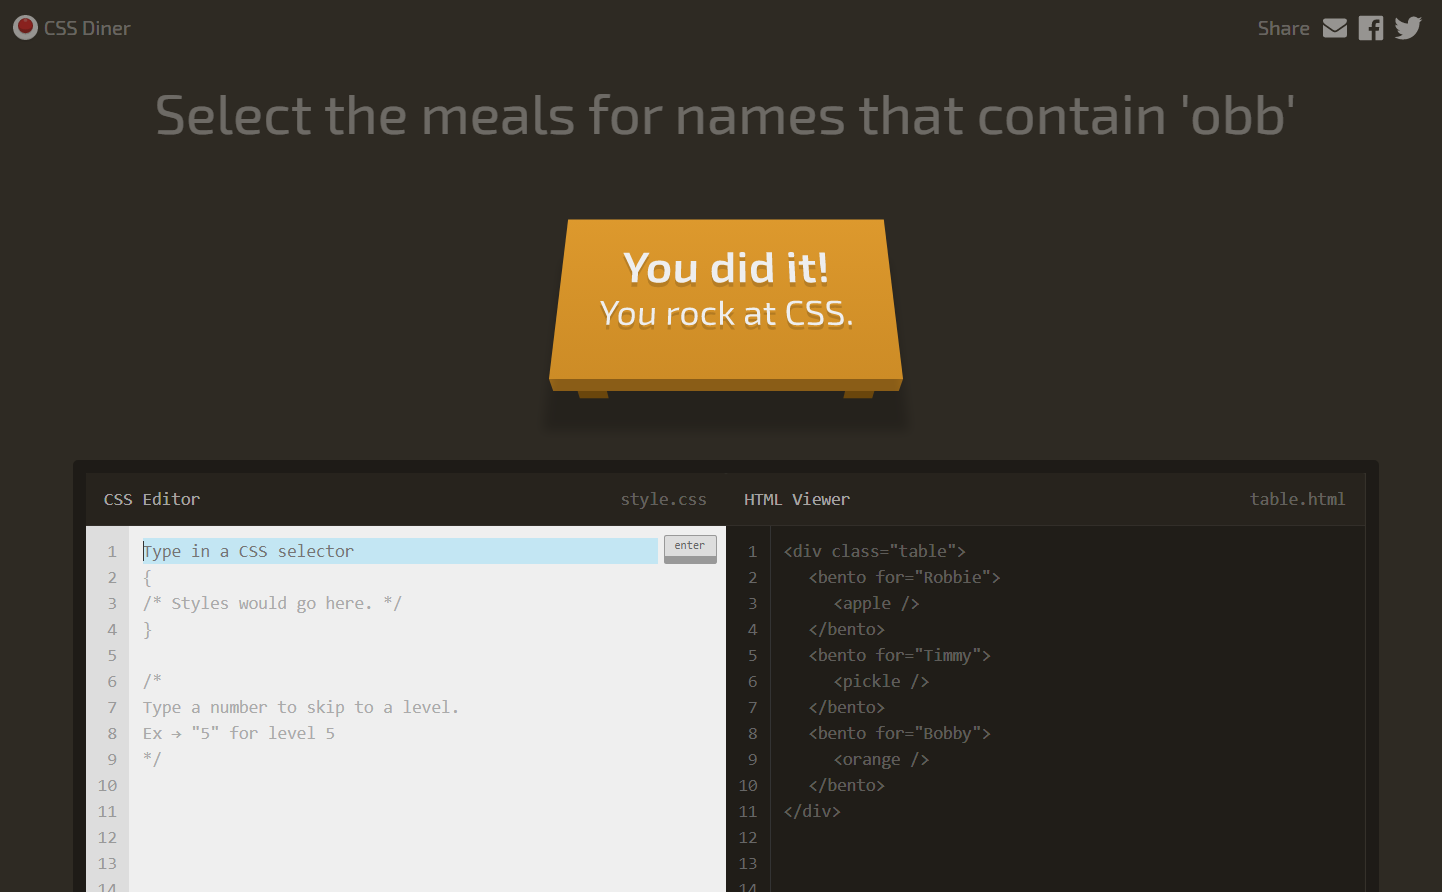 CSS Diner
Share
Select the meals for names that contain 'obb'
You did it!
You rock at CSS.
CSS Editor
style.css
HTML Viewer
table.html
1 Type in a CSS selector
enter
2 {
3 /* Styles would go here. */
4 }
5
6 /*
7 Type a number to skip to a level.
8 Ex → "5" for level 5
9 */
10
11
12
13
14
1 <div class="table">
2 <bento for="Robbie">
3 <apple />
4 </bento>
5 <bento for="Timmy">
6 <pickle />
7 </bento>
8 <bento for="Bobby">
9 <orange />
10 </bento>
11 </div>
12
13
14